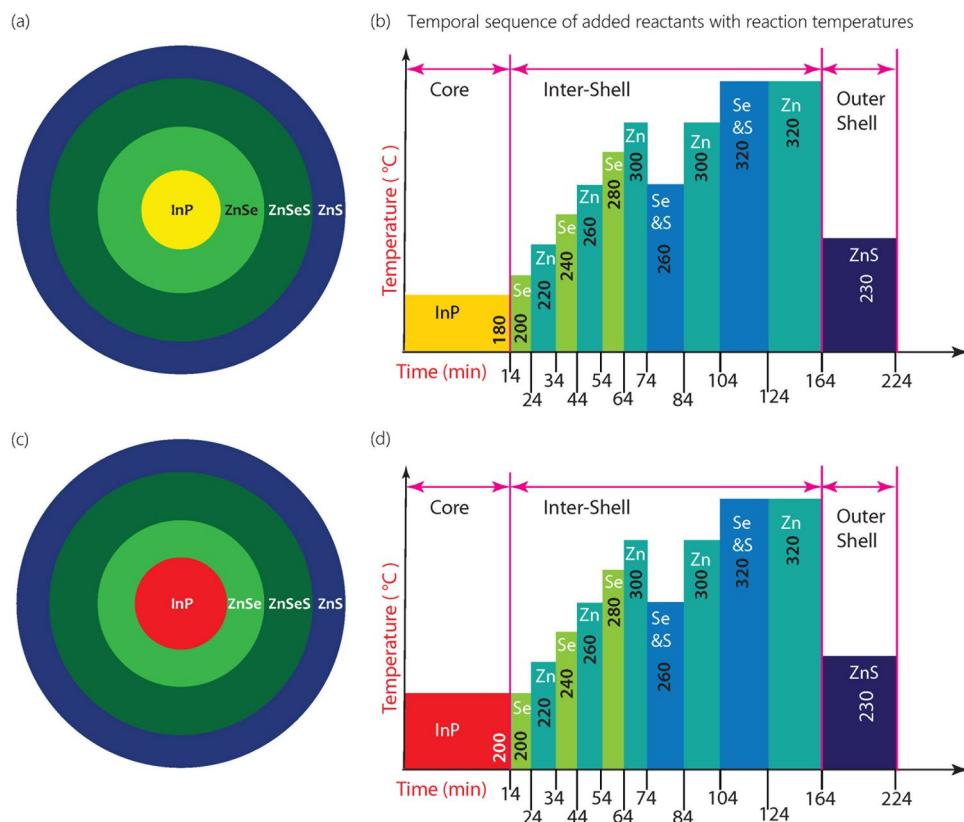 (a)
InP ZnSe ZnSeS ZnS
(b) Temporal sequence of added reactants with reaction temperatures
Temperature ( °C )
Core
Inter-Shell
Outer
Shell
InP
180
Se
200
Zn
220
Se
240
Zn
260
Se
280
Zn
300
Se
&S
260
Zn
300
Se
&S
320
Zn
320
ZnS
230
Time (min)
14 34 54 74 104 164 224
24 44 64 84 124
(c)
InP ZnSe ZnSeS ZnS
(d)
Temperature ( °C )
Core
Inter-Shell
Outer
Shell
InP
200
Se
200
Zn
220
Se
240
Zn
260
Se
280
Zn
300
Se
&S
260
Zn
300
Se
&S
320
Zn
320
ZnS
230
Time (min)
14 34 54 74 104 164 224
24 44 64 84 124